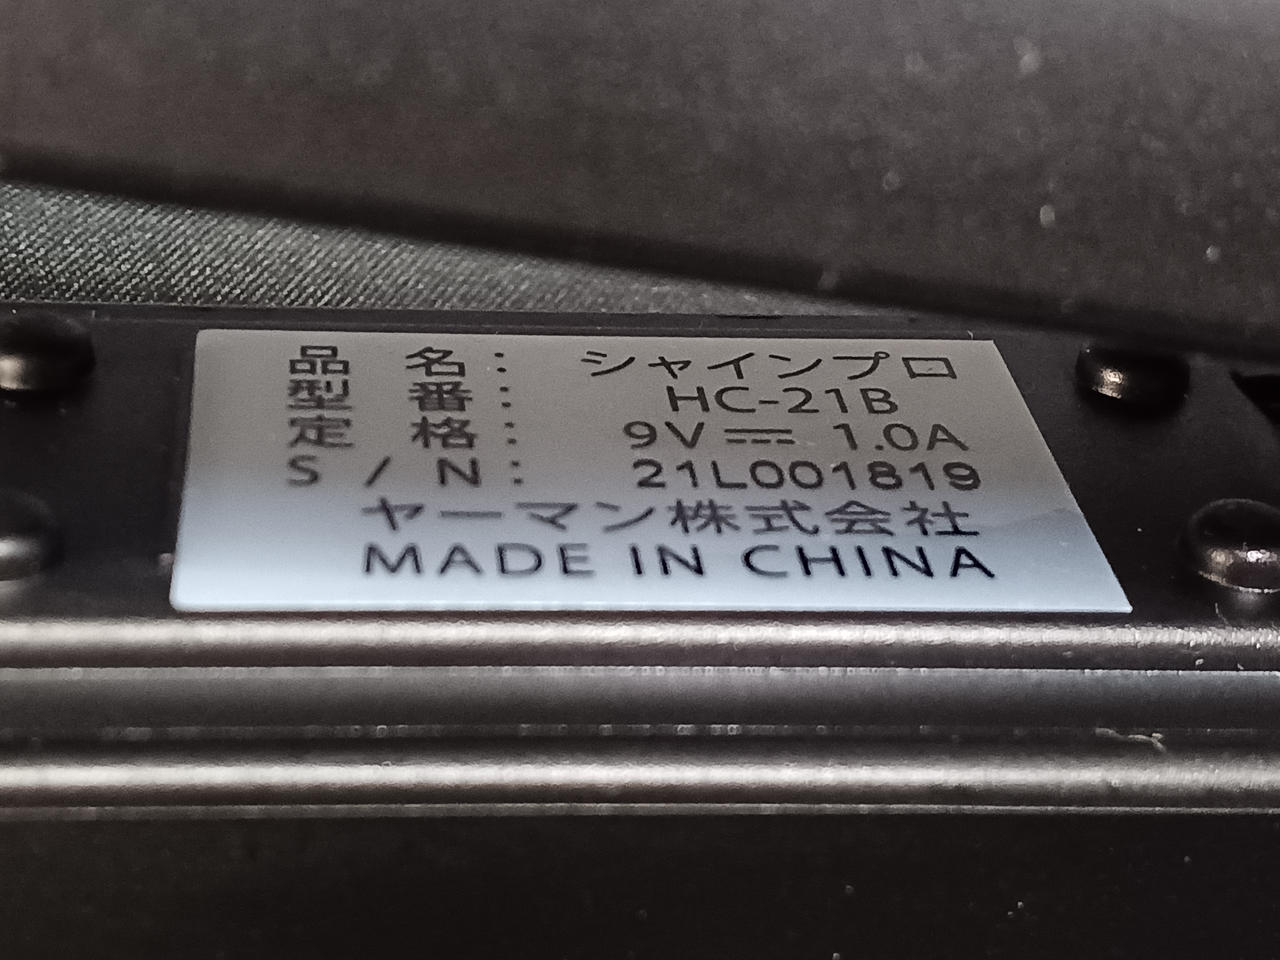 品 名： シャインプロ
型 番： HC-21B
定 格： 9V⎓ 1.0A
S / N： 21L001819
ヤーマン株式会社
MADE IN CHINA